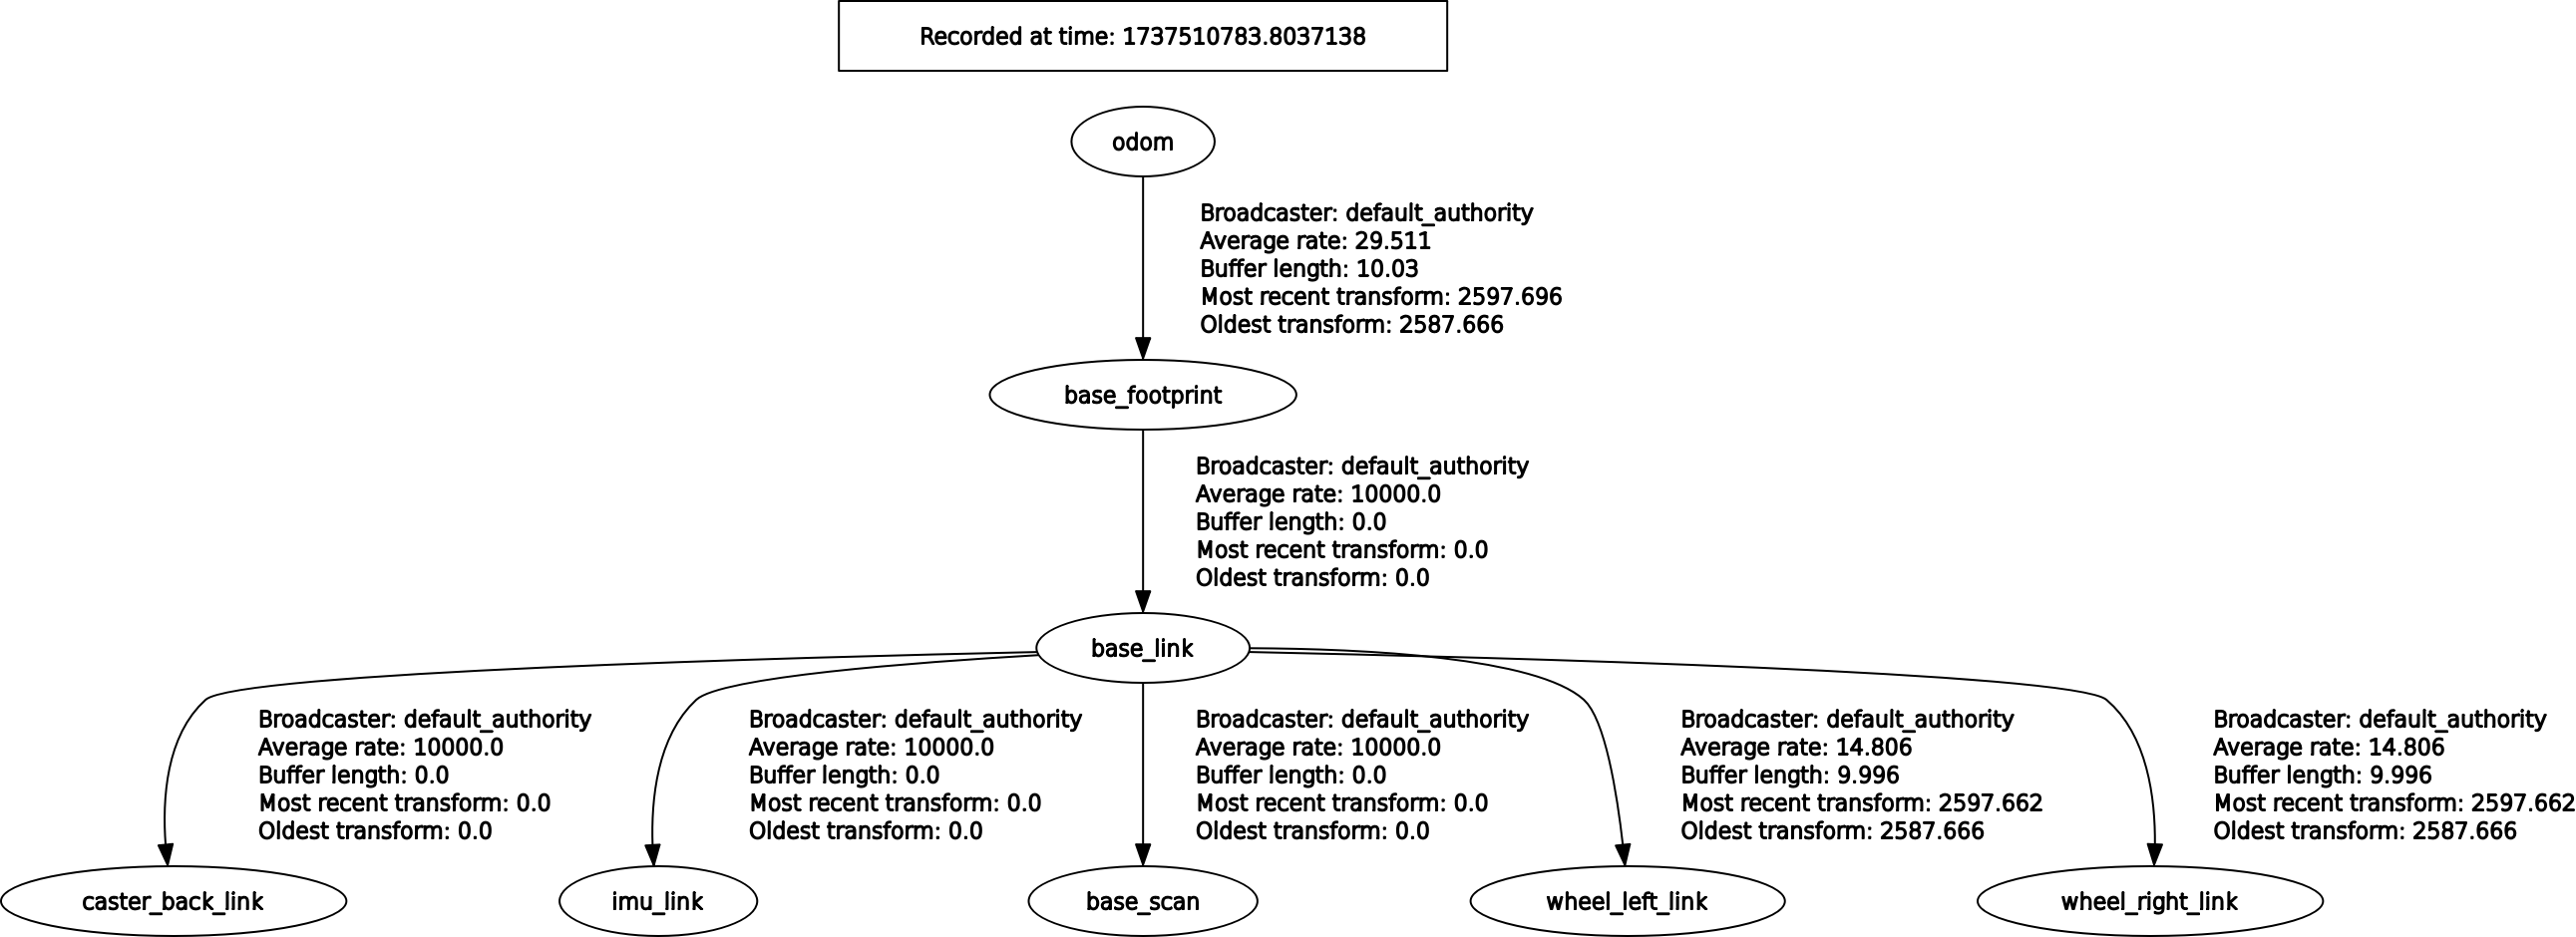 Recorded at time: 1737510783.8037138
odom
Broadcaster: default_authority
Average rate: 29.511
Buffer length: 10.03
Most recent transform: 2597.696
Oldest transform: 2587.666
base_footprint
Broadcaster: default_authority
Average rate: 10000.0
Buffer length: 0.0
Most recent transform: 0.0
Oldest transform: 0.0
base_link
Broadcaster: default_authority
Average rate: 10000.0
Buffer length: 0.0
Most recent transform: 0.0
Oldest transform: 0.0
Broadcaster: default_authority
Average rate: 10000.0
Buffer length: 0.0
Most recent transform: 0.0
Oldest transform: 0.0
Broadcaster: default_authority
Average rate: 10000.0
Buffer length: 0.0
Most recent transform: 0.0
Oldest transform: 0.0
Broadcaster: default_authority
Average rate: 14.806
Buffer length: 9.996
Most recent transform: 2597.662
Oldest transform: 2587.666
Broadcaster: default_authority
Average rate: 14.806
Buffer length: 9.996
Most recent transform: 2597.662
Oldest transform: 2587.666
caster_back_link
imu_link
base_scan
wheel_left_link
wheel_right_link